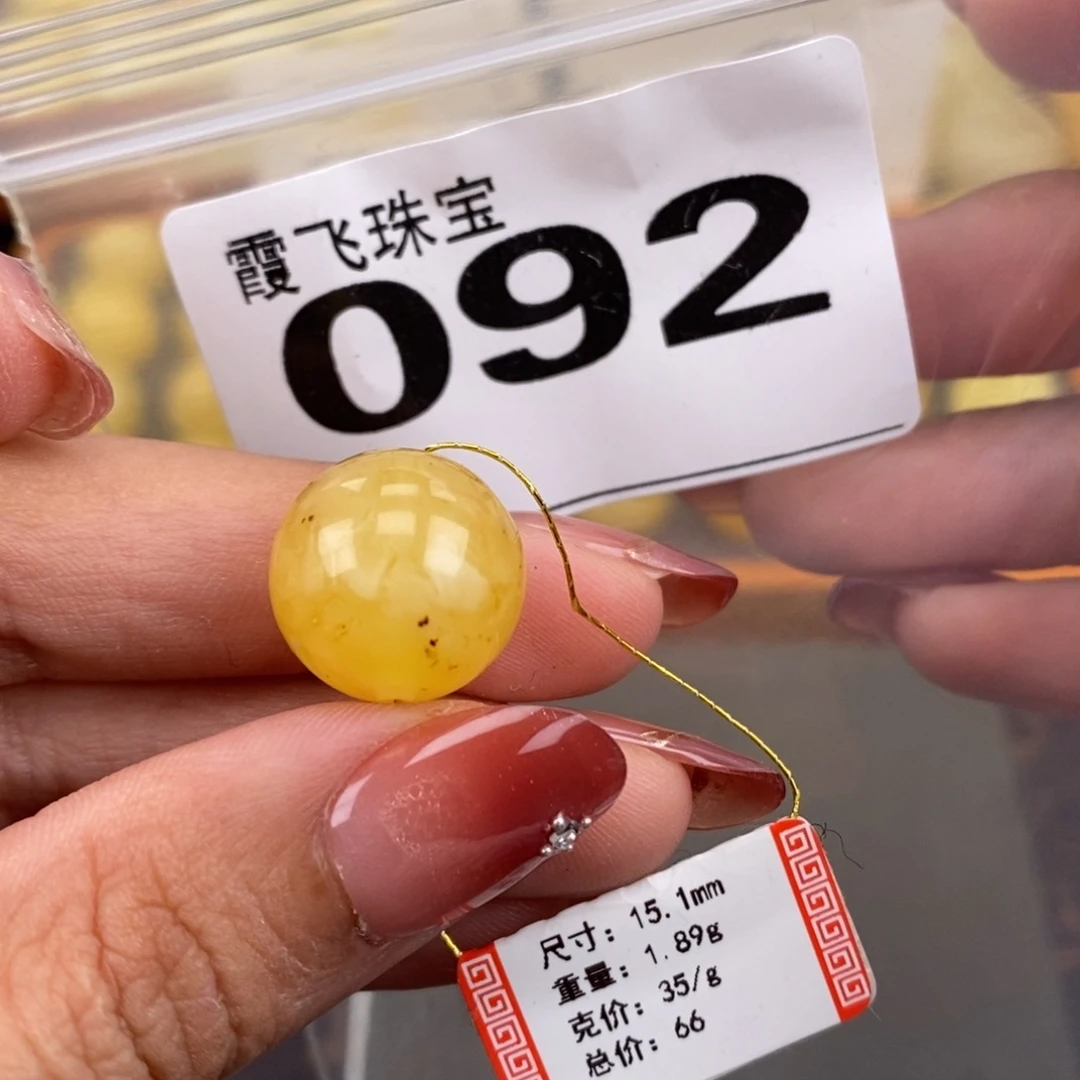 霞飞珠宝
092
尺寸: 15.1mm
重量: 1.89g
克价: 35/g
总价: 66